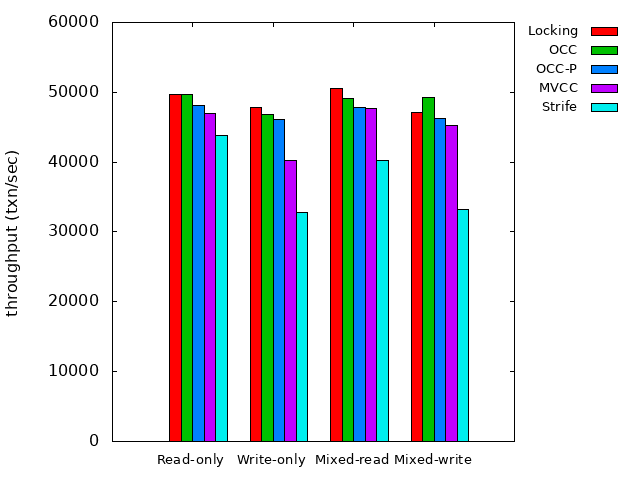 throughput (txn/sec)
60000
50000
40000
30000
20000
10000
0
Read-only Write-only Mixed-read Mixed-write
Locking
OCC
OCC-P
MVCC
Strife